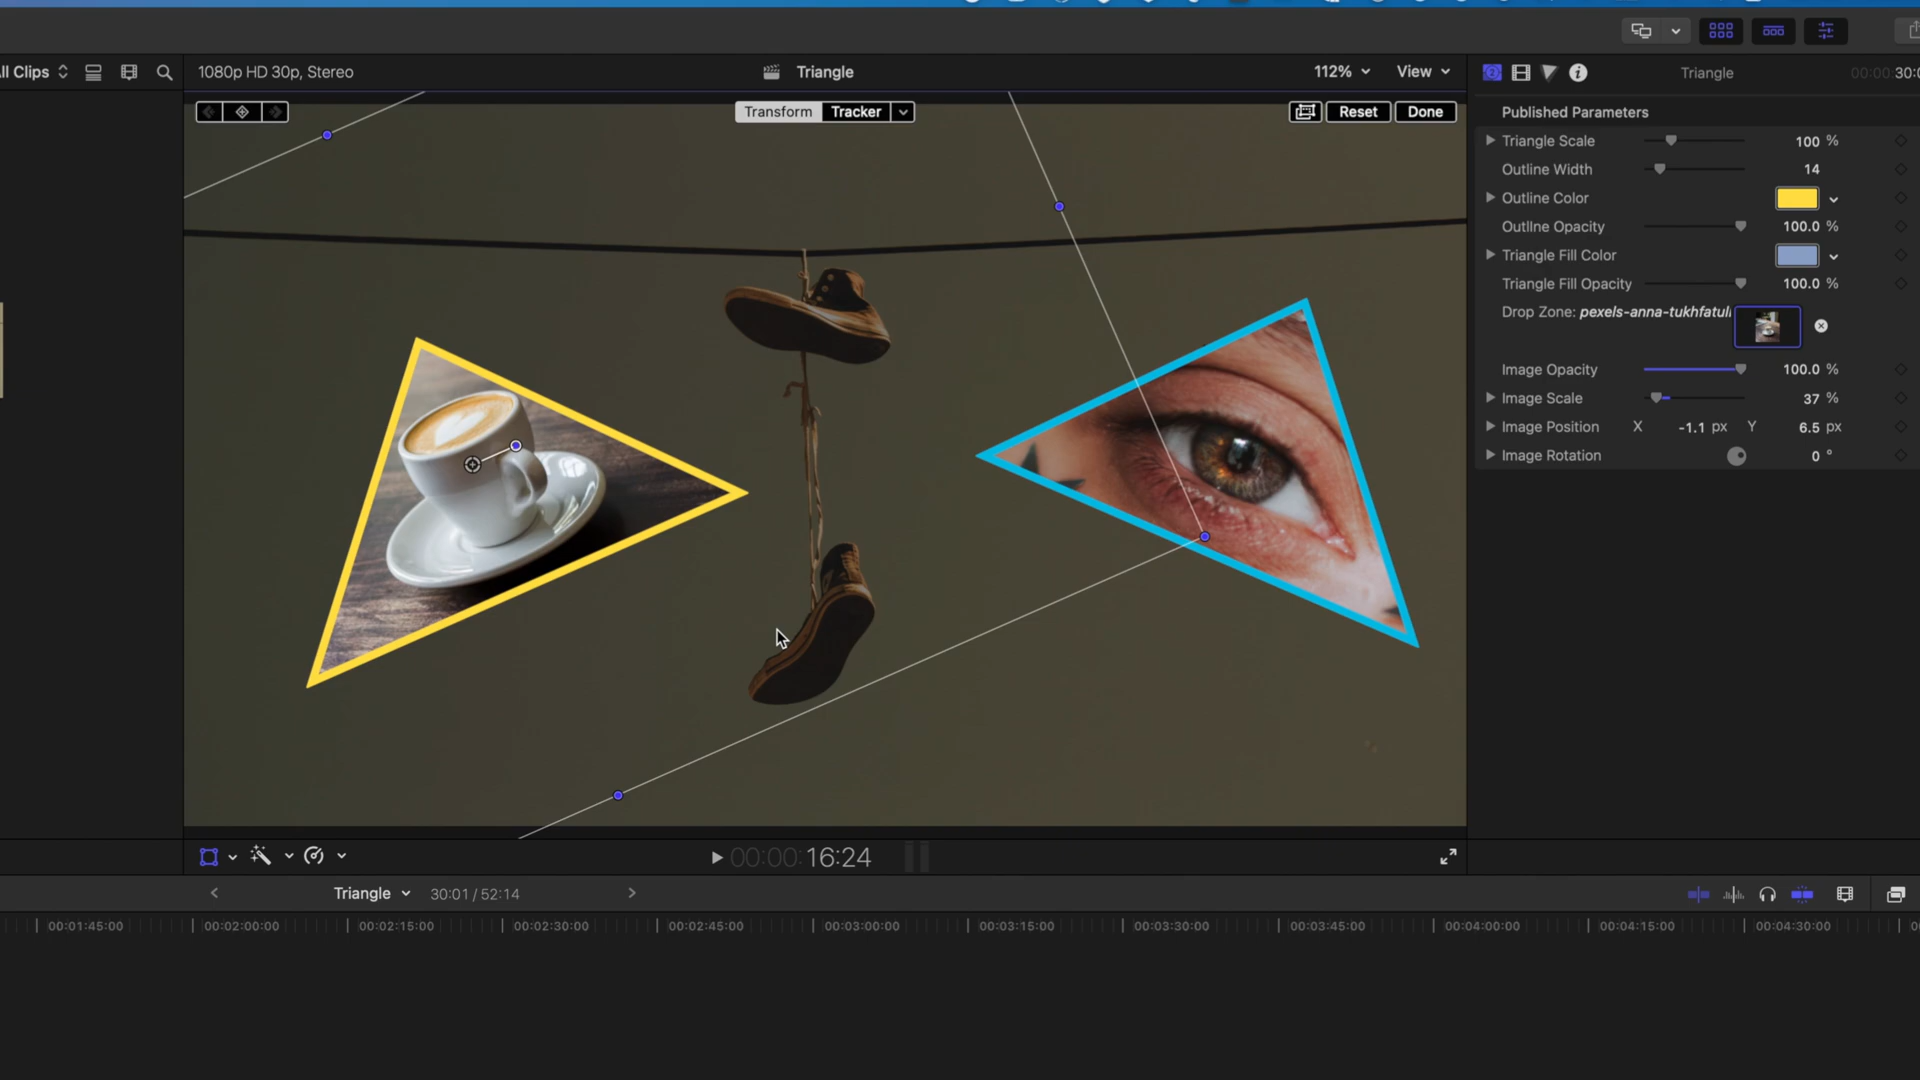 ll Clips
1080p HD 30p, Stereo
Triangle
112%
View
Triangle
00:00:30:0
Transform
Tracker
Reset
Done
Published Parameters
Triangle Scale 100 %
Outline Width 14
Outline Color
OutlIne Opacity 100.0 %
Triangle Fill Color
Triangle Fill Opacity 100.0 %
Drop Zone: pexels-anna-tukhfatull
Image Opacity 100.0 %
Image Scale 37 %
Image Position X -1.1 px Y 6.5 px
Image Rotation 0 °
00:00:16:24
Triangle
30:01 / 52:14
00:01:45:00
00:02:00:00
00:02:15:00
00:02:30:00
00:02:45:00
00:03:00:00
00:03:15:00
00:03:30:00
00:03:45:00
00:04:00:00
00:04:15:00
00:04:30:00